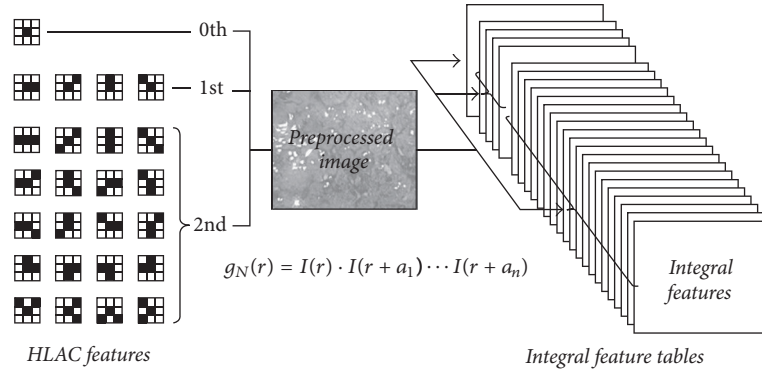 0th
1st
2nd
Preprocessed
image
g_N(r) = I(r) · I(r + a_1) ··· I(r + a_n)
Integral
features
HLAC features
Integral feature tables